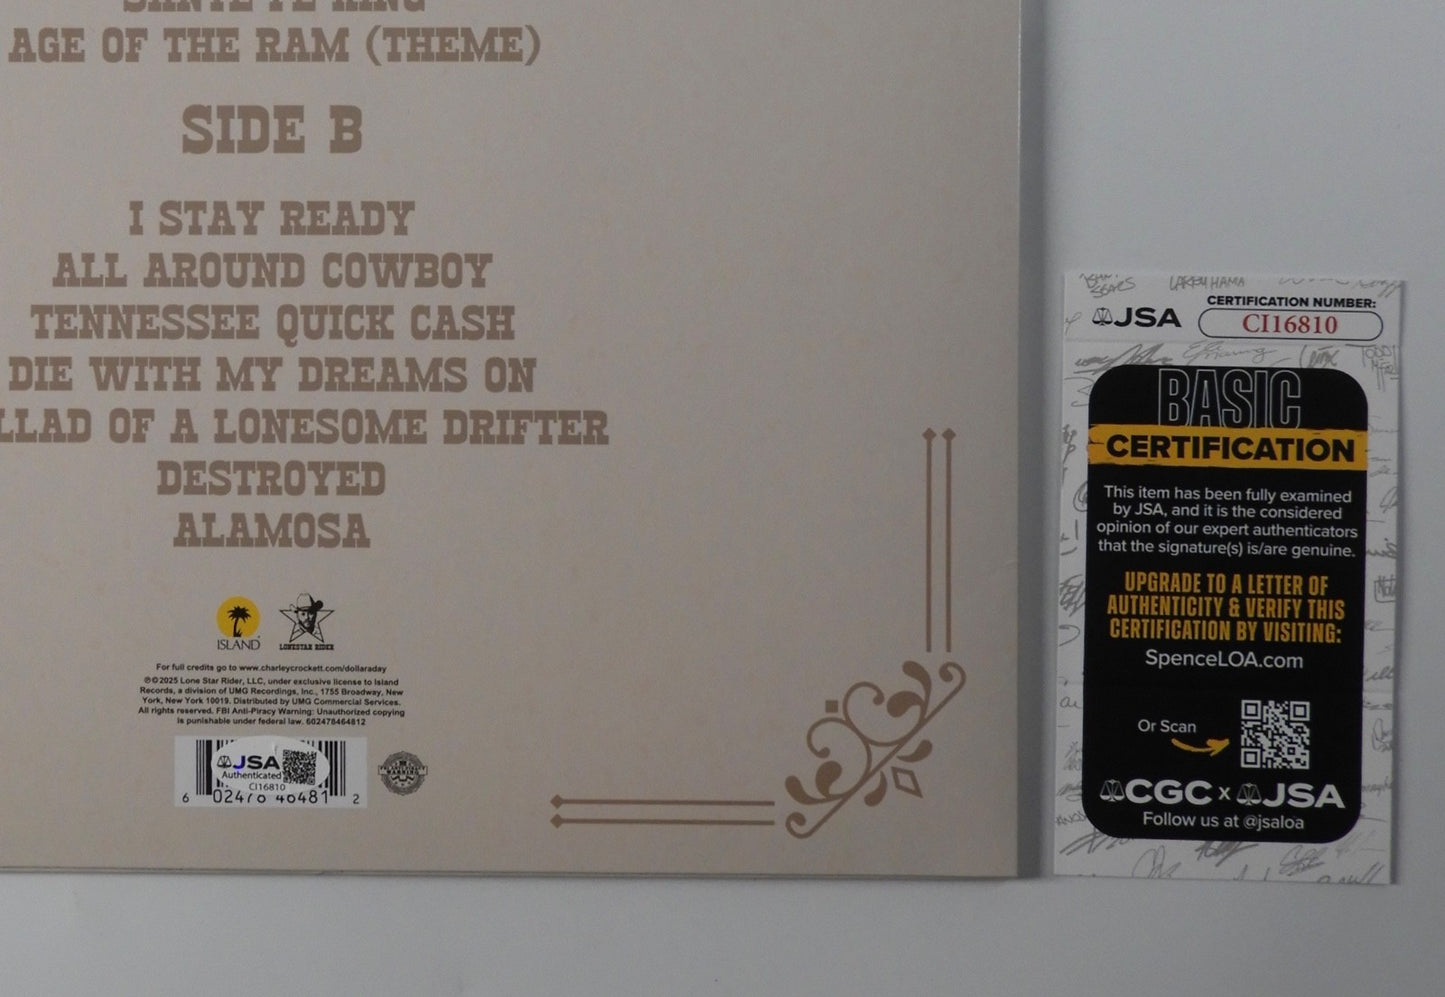 SANTE FE RING
AGE OF THE RAM (THEME)
SIDE B
I STAY READY
ALL AROUND COWBOY
TENNESSEE QUICK CASH
DIE WITH MY DREAMS ON
LLAD OF A LONESOME DRIFTER
DESTROYED
ALAMOSA
ISLAND
LONESTAR RIDER
For full credits go to www.charleycrockett.com/dollaraday
℗©2025 Lone Star Rider, LLC, under exclusive license to Island
Records, a division of UMG Recordings, Inc., 1755 Broadway, New
York, New York 10019. Distributed by UMG Commercial Services.
All rights reserved. FBI Anti-Piracy Warning: Unauthorized copying
is punishable under federal law. 602478464812
JSA
Authenticated
CI16810
6 02478 46481 2
JSA
CERTIFICATION NUMBER:
CI16810
BASIC
CERTIFICATION
This item has been fully examined
by JSA, and it is the considered
opinion of our expert authenticators
that the signature(s) is/are genuine.
UPGRADE TO A LETTER OF
AUTHENTICITY & VERIFY THIS
CERTIFICATION BY VISITING:
SpenceLOA.com
Or Scan
CGC x JSA
Follow us at @jsaloa